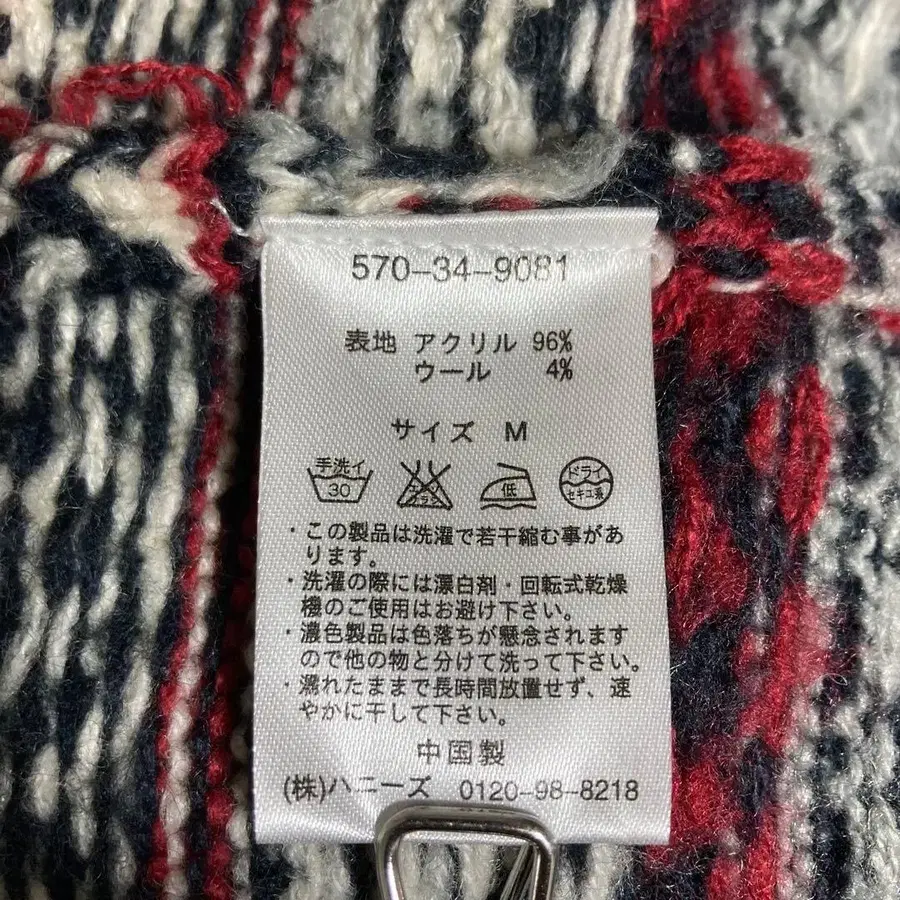 570-34-9081
表地 アクリル 96%
ウール 4%
サイズ M
手洗イ 30 エンソサラシ 低 ドライ セキユ系
・この製品は洗濯で若干縮む事があ
ります。
・洗濯の際には漂白剤・回転式乾燥
機のご使用はお避け下さい。
・濃色製品は色落ちが懸念されます
ので他の物と分けて洗って下さい。
・濡れたままで長時間放置せず、速
やかに干して下さい。
中国製
(株)ハニーズ 0120-98-8218